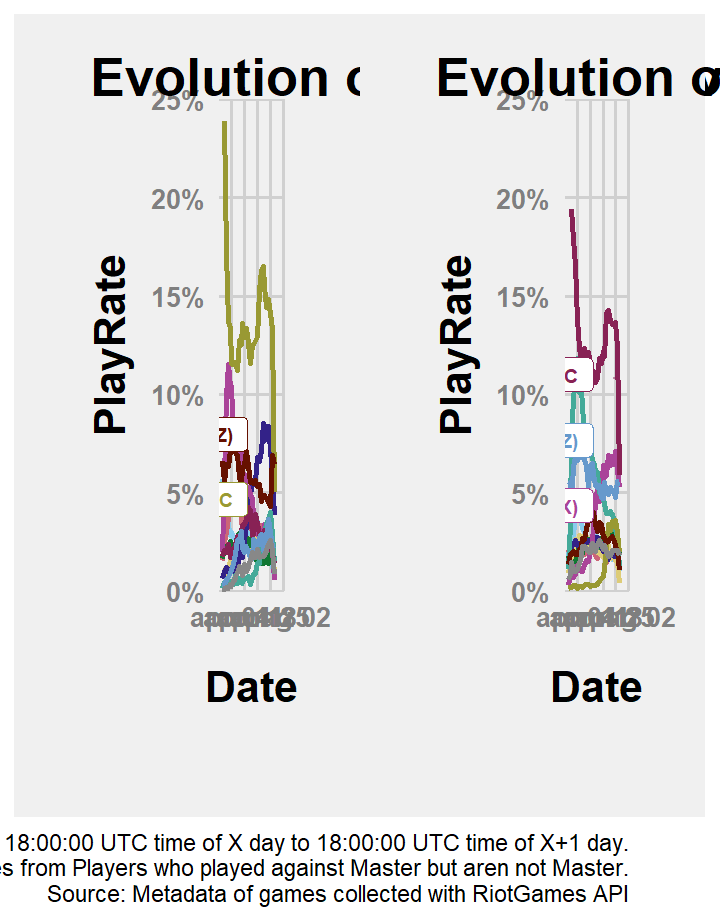 Evolution
Evolution
25%
20%
15%
10%
5%
0%
PlayRate
Z)
C
Date
25%
20%
15%
10%
5%
0%
PlayRate
C
Z)
X)
Date
18:00:00 UTC time of X day to 18:00:00 UTC time of X+1 day.
from Players who played against Master but aren not Master.
Source: Metadata of games collected with RiotGames API